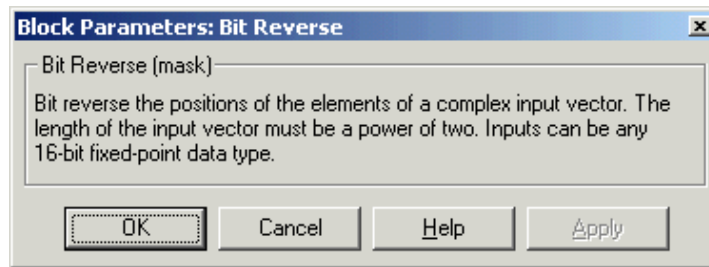 Block Parameters: Bit Reverse
Bit Reverse (mask)
Bit reverse the positions of the elements of a complex input vector. The
length of the input vector must be a power of two. Inputs can be any
16-bit fixed-point data type.
OK Cancel Help Apply